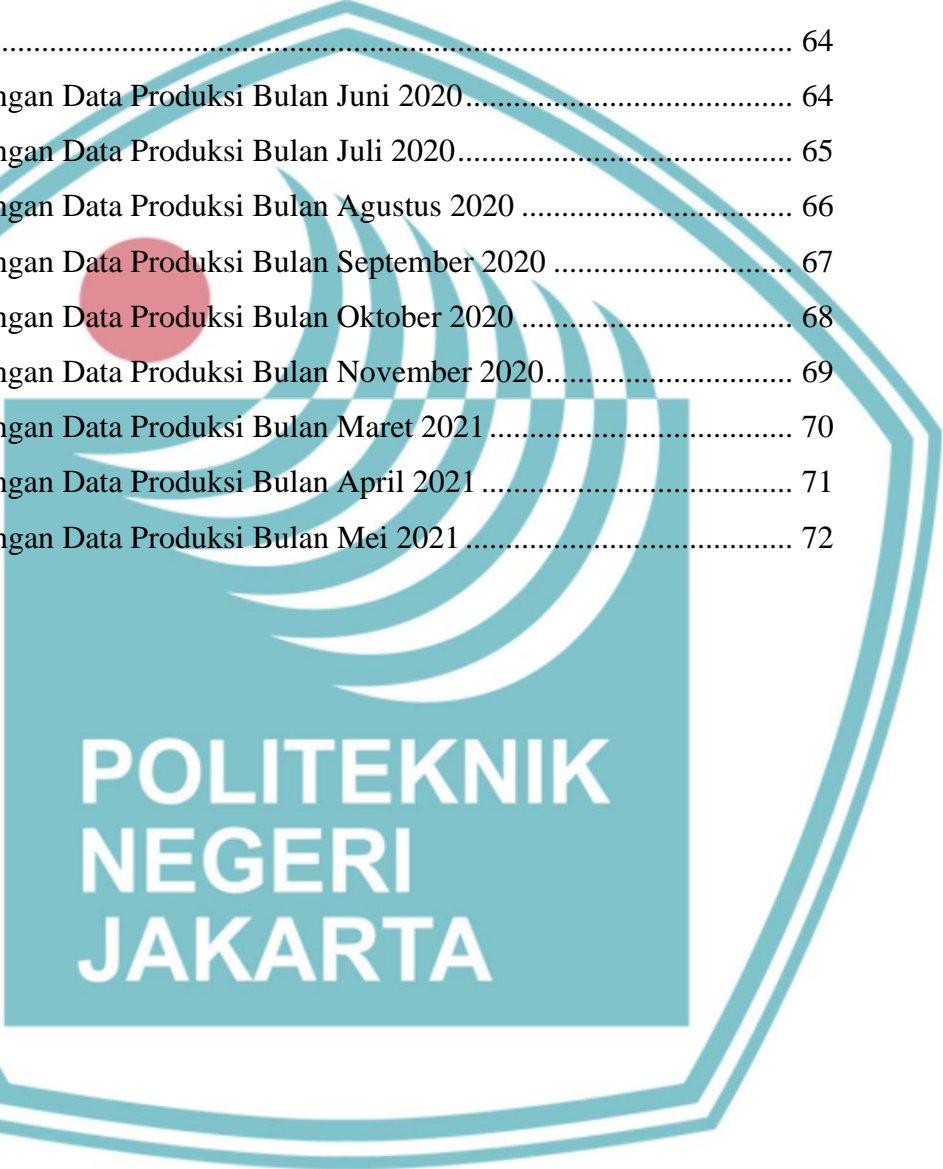 .......................................................................................................... 64
ngan Data Produksi Bulan Juni 2020.......................................... 64
ngan Data Produksi Bulan Juli 2020........................................... 65
ngan Data Produksi Bulan Agustus 2020 ................................... 66
ngan Data Produksi Bulan September 2020 ............................... 67
ngan Data Produksi Bulan Oktober 2020 ................................... 68
ngan Data Produksi Bulan November 2020................................ 69
ngan Data Produksi Bulan Maret 2021 ....................................... 70
ngan Data Produksi Bulan April 2021 ........................................ 71
ngan Data Produksi Bulan Mei 2021 .......................................... 72
POLITEKNIK
NEGERI
JAKARTA